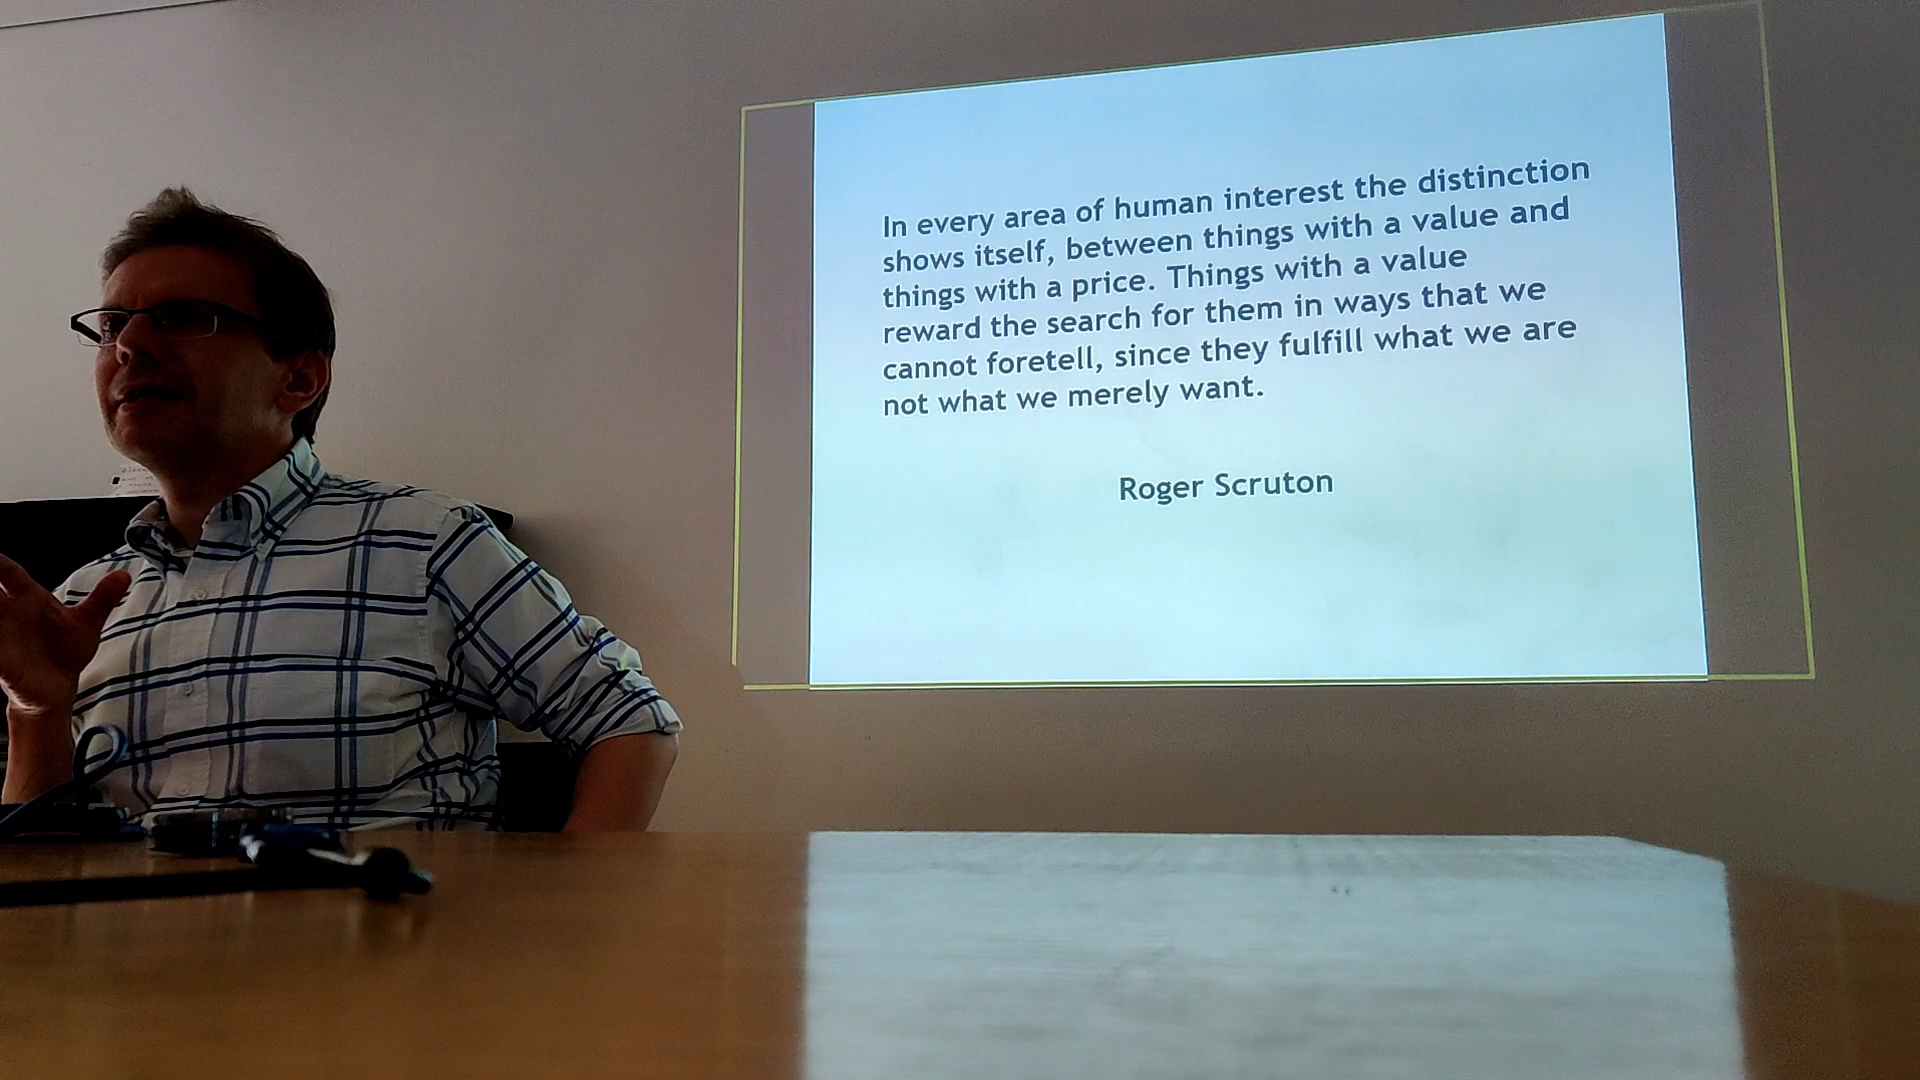 In every area of human interest the distinction
shows itself, between things with a value and
things with a price. Things with a value
reward the search for them in ways that we
cannot foretell, since they fulfill what we are
not what we merely want.
Roger Scruton